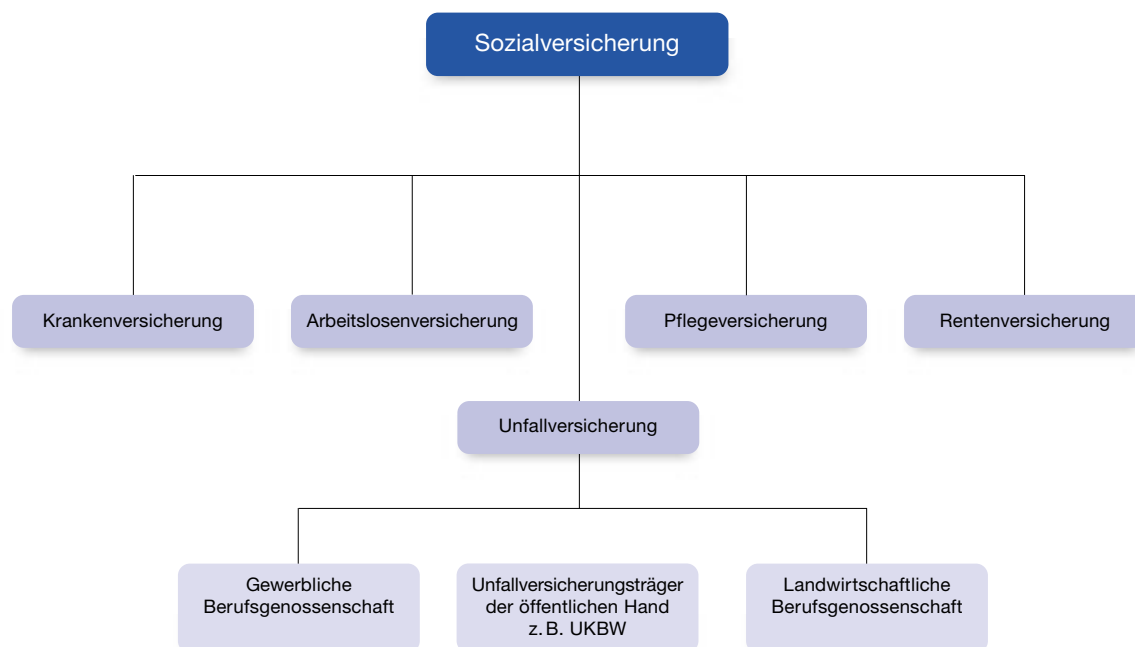 Sozialversicherung
Krankenversicherung
Arbeitslosenversicherung
Pflegeversicherung
Rentenversicherung
Unfallversicherung
Gewerbliche
Berufsgenossenschaft
Unfallversicherungsträger
der öffentlichen Hand
z. B. UKBW
Landwirtschaftliche
Berufsgenossenschaft